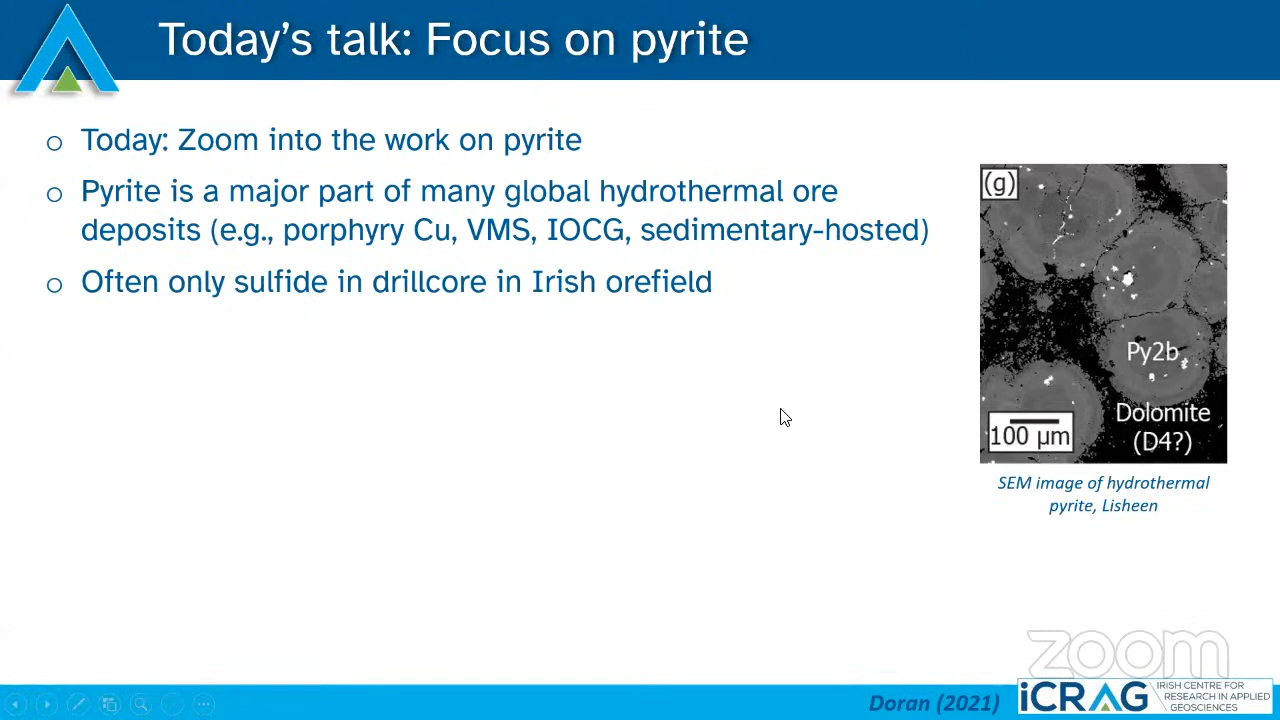 Today's talk: Focus on pyrite
o Today: Zoom into the work on pyrite
o Pyrite is a major part of many global hydrothermal ore
deposits (e.g., porphyry Cu, VMS, IOCG, sedimentary-hosted)
o Often only sulfide in drillcore in Irish orefield
(g)
Py2b
Dolomite
(D4?)
100 µm
SEM image of hydrothermal
pyrite, Lisheen
zoom
Doran (2021)
iCRAG
IRISH CENTRE FOR
RESEARCH IN APPLIED
GEOSCIENCES